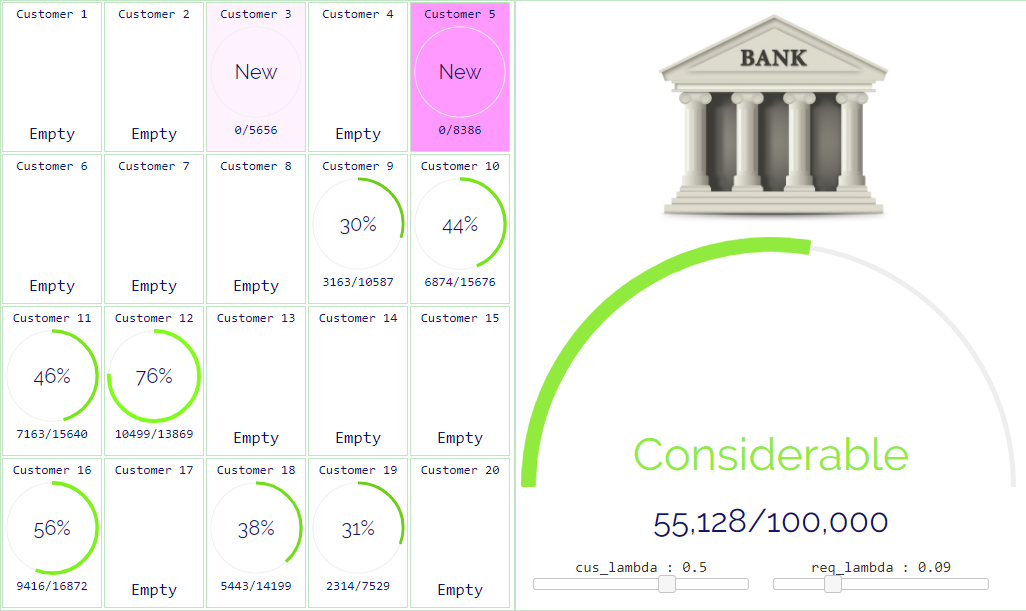 Customer 1
Empty
Customer 2
Empty
Customer 3
New
0/5656
Customer 4
Empty
Customer 5
New
0/8386
Customer 6
Empty
Customer 7
Empty
Customer 8
Empty
Customer 9
30%
3163/10587
Customer 10
44%
6874/15676
Customer 11
46%
7163/15640
Customer 12
76%
10499/13869
Customer 13
Empty
Customer 14
Empty
Customer 15
Empty
Customer 16
56%
9416/16872
Customer 17
Empty
Customer 18
38%
5443/14199
Customer 19
31%
2314/7529
Customer 20
Empty
BANK
Considerable
55,128/100,000
cus_lambda : 0.5
req_lambda : 0.09